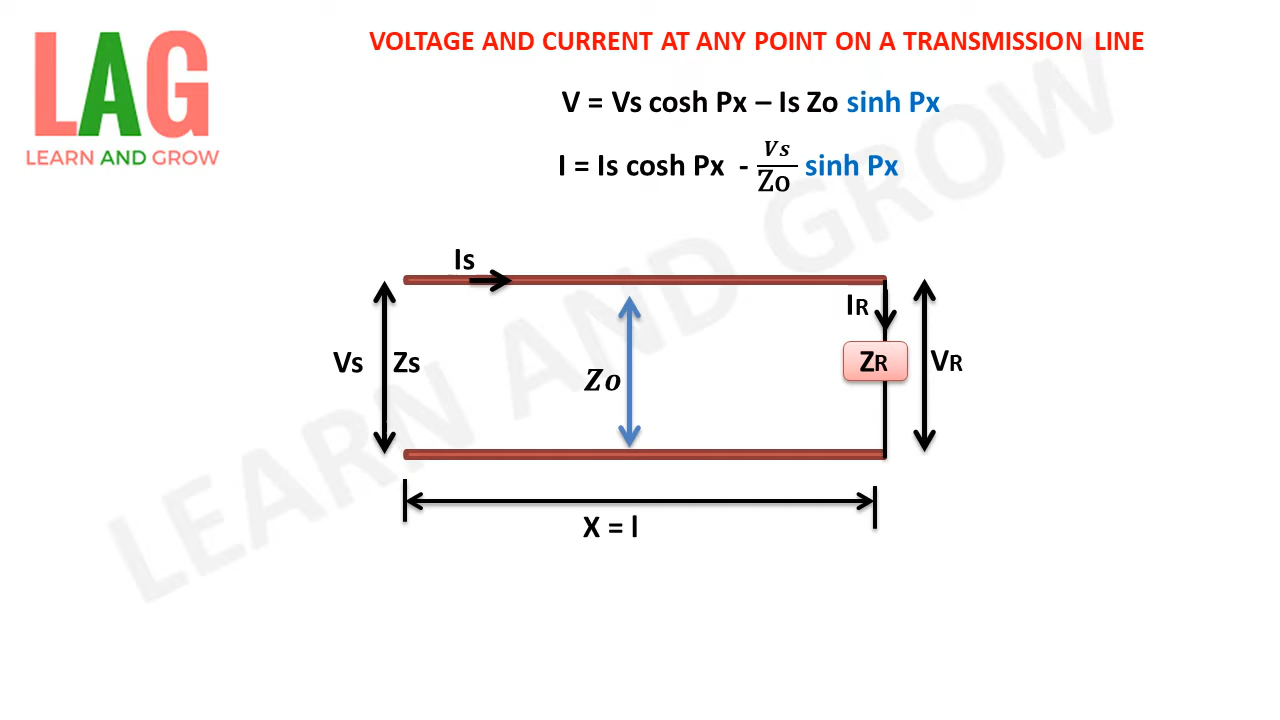 LAG
LEARN AND GROW
VOLTAGE AND CURRENT AT ANY POINT ON A TRANSMISSION LINE
V = Vs cosh Px – Is Zo sinh Px
I = Is cosh Px - Vs/Zo sinh Px
Is
IR
Vs
Zs
Zo
ZR
VR
X = l
LEARN AND GROW